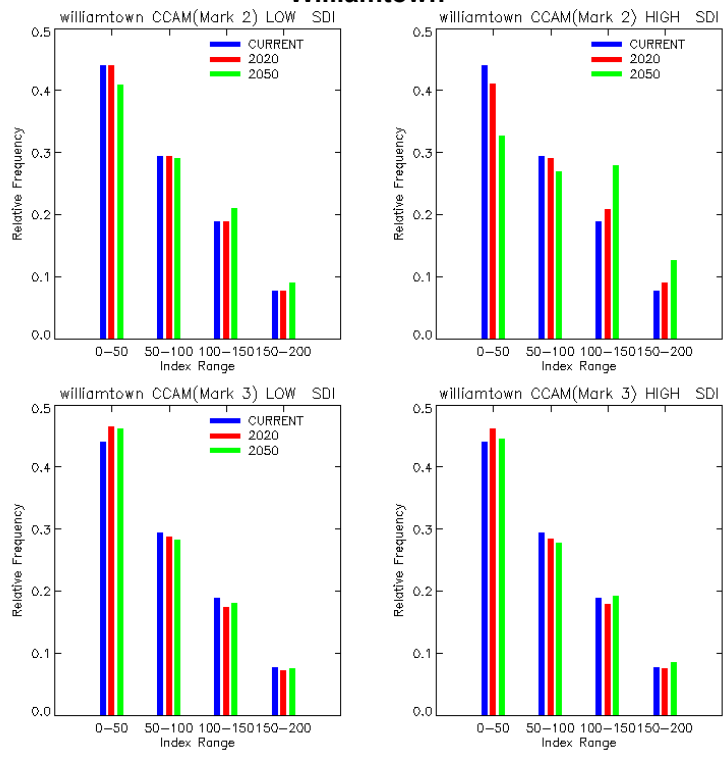 Williamtown
williamtown CCAM(Mark 2) LOW SDI
0.5
0.4
0.3
0.2
0.1
0.0
Relative Frequency
CURRENT
2020
2050
0-50 50-100 100-150 150-200
Index Range
williamtown CCAM(Mark 2) HIGH SDI
0.5
0.4
0.3
0.2
0.1
0.0
Relative Frequency
CURRENT
2020
2050
0-50 50-100 100-150 150-200
Index Range
williamtown CCAM(Mark 3) LOW SDI
0.5
0.4
0.3
0.2
0.1
0.0
Relative Frequency
CURRENT
2020
2050
0-50 50-100 100-150 150-200
Index Range
williamtown CCAM(Mark 3) HIGH SDI
0.5
0.4
0.3
0.2
0.1
0.0
Relative Frequency
0-50 50-100 100-150 150-200
Index Range